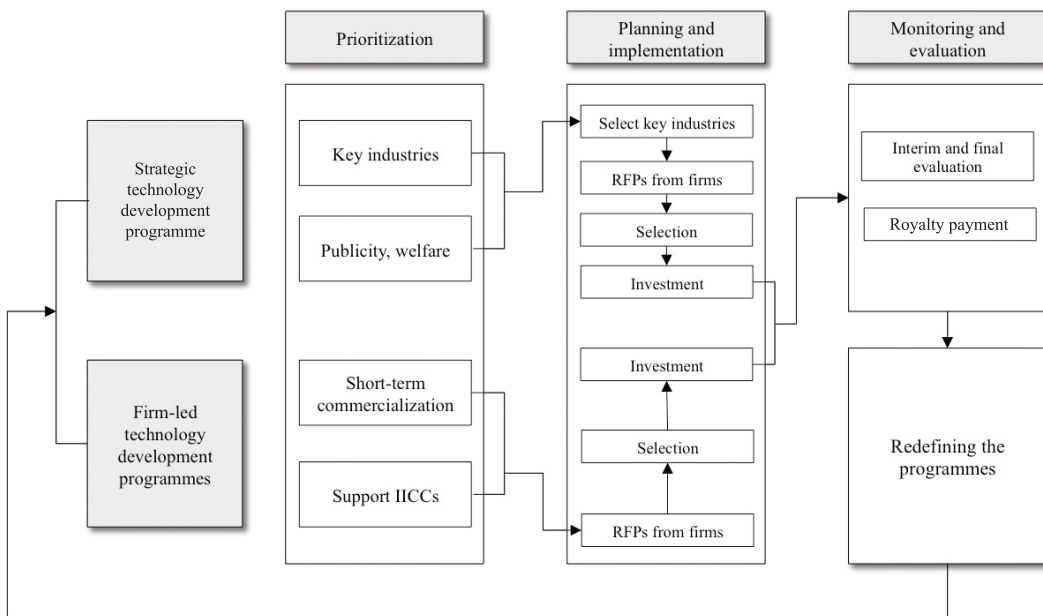 Prioritization
Planning and
implementation
Monitoring and
evaluation
Strategic
technology
development
programme
Firm-led
technology
development
programmes
Key industries
Publicity, welfare
Short-term
commercialization
Support IICCs
Select key industries
RFPs from firms
Selection
Investment
Investment
Selection
RFPs from firms
Interim and final
evaluation
Royalty payment
Redefining the
programmes